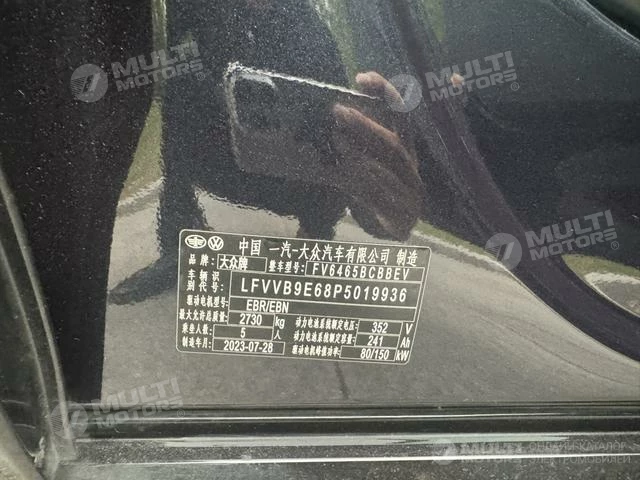 MULTI MOTORS
MULTI MOTORS
中国 一汽-大众汽车有限公司 制造
品牌: 大众牌 整车型号: FV6465BCBBEV
识别代号: LFVVB9E68P5019936
驱动电机型号: EBR/EBN
最大允许总质量: 2730 kg 动力电池系统额定电压: 352 V
乘坐人数: 5 人 动力电池系统额定容量: 241 Ah
制造年月: 2023-07-28 驱动电机峰值功率: 80/150 kW
MULTI MOTORS
MULTI MOTORS
MULTI